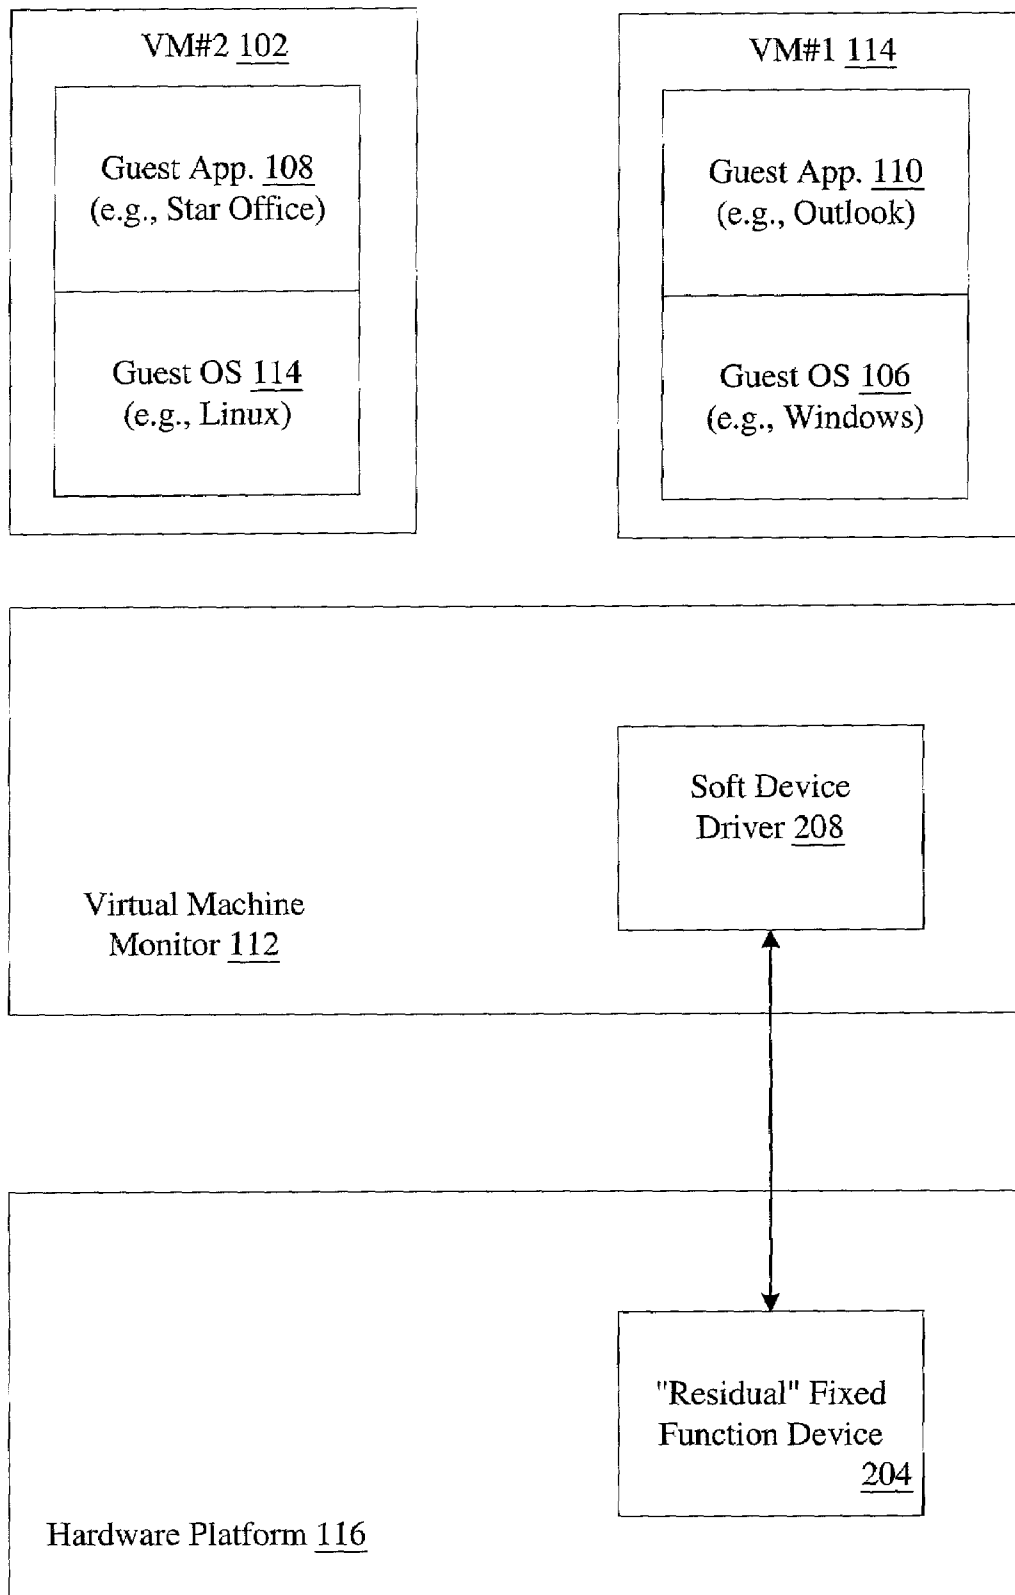 VM#2 102
Guest App. 108
(e.g., Star Office)
Guest OS 114
(e.g., Linux)
VM#1 114
Guest App. 110
(e.g., Outlook)
Guest OS 106
(e.g., Windows)
Soft Device
Driver 208
Virtual Machine
Monitor 112
"Residual" Fixed
Function Device
204
Hardware Platform 116